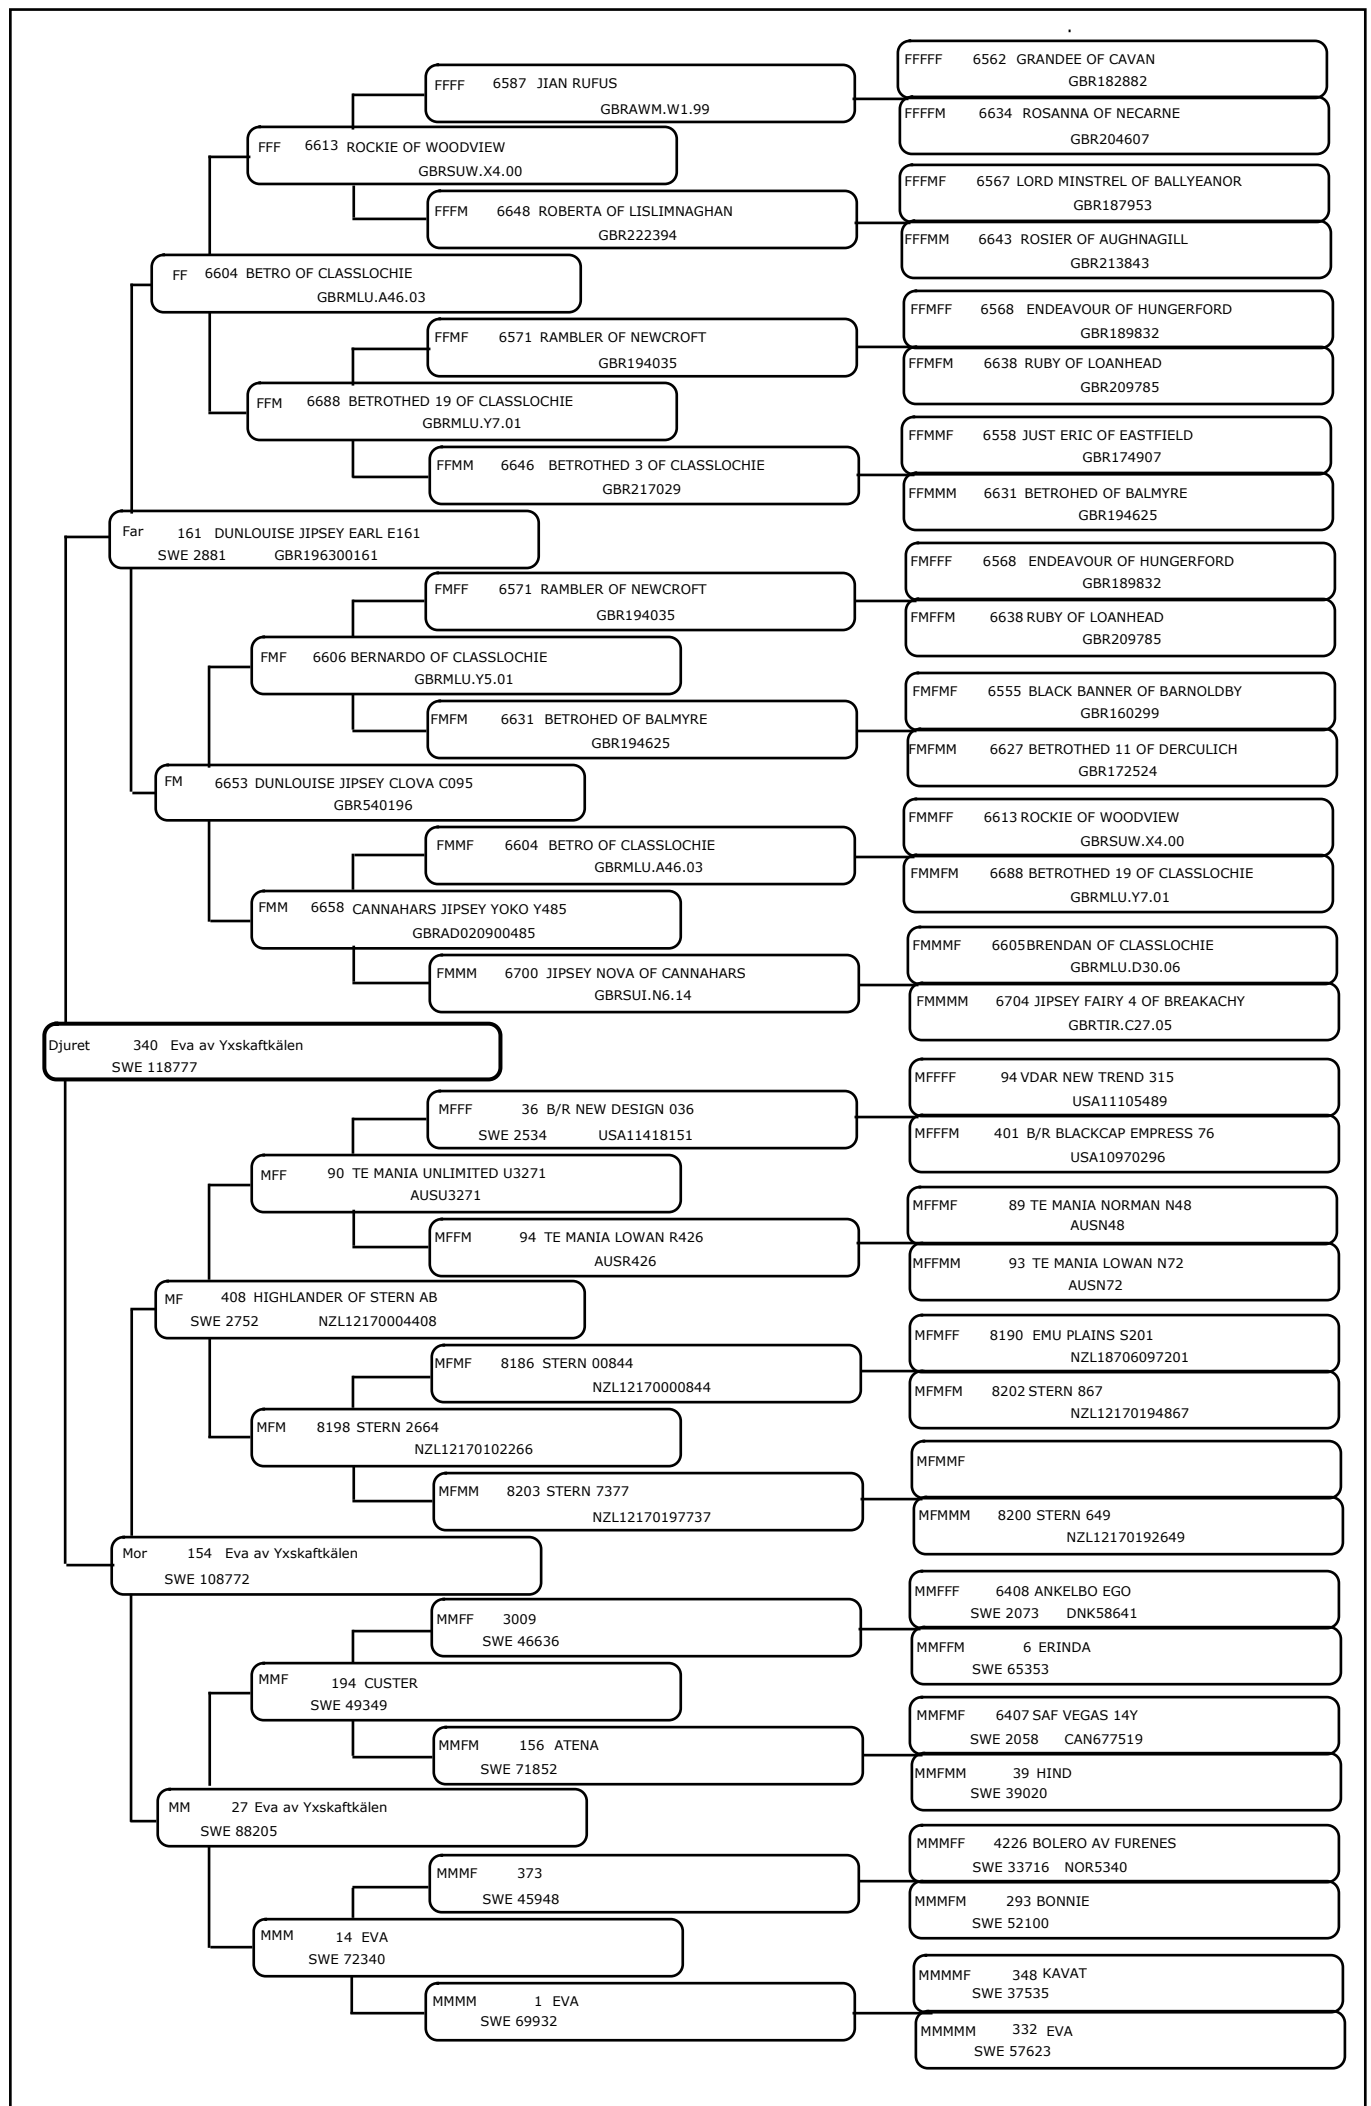 FFFFF 6562 GRANDEE OF CAVAN
GBR182882
FFFF 6587 JIAN RUFUS
GBRAWM.W1.99
FFFFM 6634 ROSANNA OF NECARNE
GBR204607
FFF 6613 ROCKIE OF WOODVIEW
GBRSUW.X4.00
FFFMF 6567 LORD MINSTREL OF BALLYEANOR
GBR187953
FFFM 6648 ROBERTA OF LISLIMNAGHAN
GBR222394
FFFMM 6643 ROSIER OF AUGHNAGILL
GBR213843
FF 6604 BETRO OF CLASSLOCHIE
GBRMLU.A46.03
FFMFF 6568 ENDEAVOUR OF HUNGERFORD
GBR189832
FFMF 6571 RAMBLER OF NEWCROFT
GBR194035
FFMFM 6638 RUBY OF LOANHEAD
GBR209785
FFM 6688 BETROTHED 19 OF CLASSLOCHIE
GBRMLU.Y7.01
FFMMF 6558 JUST ERIC OF EASTFIELD
GBR174907
FFMM 6646 BETROTHED 3 OF CLASSLOCHIE
GBR217029
FFMMM 6631 BETROHED OF BALMYRE
GBR194625
Far 161 DUNLOUISE JIPSEY EARL E161
SWE 2881 GBR196300161
FMFFF 6568 ENDEAVOUR OF HUNGERFORD
GBR189832
FMFF 6571 RAMBLER OF NEWCROFT
GBR194035
FMFFM 6638 RUBY OF LOANHEAD
GBR209785
FMF 6606 BERNARDO OF CLASSLOCHIE
GBRMLU.Y5.01
FMFMF 6555 BLACK BANNER OF BARNOLDBY
GBR160299
FMFM 6631 BETROHED OF BALMYRE
GBR194625
FMFMM 6627 BETROTHED 11 OF DERCULICH
GBR172524
FM 6653 DUNLOUISE JIPSEY CLOVA C095
GBR540196
FMMFF 6613 ROCKIE OF WOODVIEW
GBRSUW.X4.00
FMMF 6604 BETRO OF CLASSLOCHIE
GBRMLU.A46.03
FMMFM 6688 BETROTHED 19 OF CLASSLOCHIE
GBRMLU.Y7.01
FMM 6658 CANNAHARS JIPSEY YOKO Y485
GBRAD020900485
FMMMF 6605 BRENDAN OF CLASSLOCHIE
GBRMLU.D30.06
FMMM 6700 JIPSEY NOVA OF CANNAHARS
GBRSUI.N6.14
FMMMM 6704 JIPSEY FAIRY 4 OF BREAKACHY
GBRTIR.C27.05
Djuret 340 Eva av Yxskaftkälen
SWE 118777
MFFFF 94 VDAR NEW TREND 315
USA11105489
MFFF 36 B/R NEW DESIGN 036
SWE 2534 USA11418151
MFFFM 401 B/R BLACKCAP EMPRESS 76
USA10970296
MFF 90 TE MANIA UNLIMITED U3271
AUSU3271
MFFMF 89 TE MANIA NORMAN N48
AUSN48
MFFM 94 TE MANIA LOWAN R426
AUSR426
MFFMM 93 TE MANIA LOWAN N72
AUSN72
MF 408 HIGHLANDER OF STERN AB
SWE 2752 NZL12170004408
MFMFF 8190 EMU PLAINS S201
NZL18706097201
MFMF 8186 STERN 00844
NZL12170000844
MFMFM 8202 STERN 867
NZL12170194867
MFM 8198 STERN 2664
NZL12170102266
MFMMF
MFMM 8203 STERN 7377
NZL12170197737
MFMMM 8200 STERN 649
NZL12170192649
Mor 154 Eva av Yxskaftkälen
SWE 108772
MMFFF 6408 ANKELBO EGO
SWE 2073 DNK58641
MMFF 3009
SWE 46636
MMFFM 6 ERINDA
SWE 65353
MMF 194 CUSTER
SWE 49349
MMFMF 6407 SAF VEGAS 14Y
SWE 2058 CAN677519
MMFM 156 ATENA
SWE 71852
MMFMM 39 HIND
SWE 39020
MM 27 Eva av Yxskaftkälen
SWE 88205
MMMFF 4226 BOLERO AV FURENES
SWE 33716 NOR5340
MMMF 373
SWE 45948
MMMFM 293 BONNIE
SWE 52100
MMM 14 EVA
SWE 72340
MMMMF 348 KAVAT
SWE 37535
MMMM 1 EVA
SWE 69932
MMMMM 332 EVA
SWE 57623